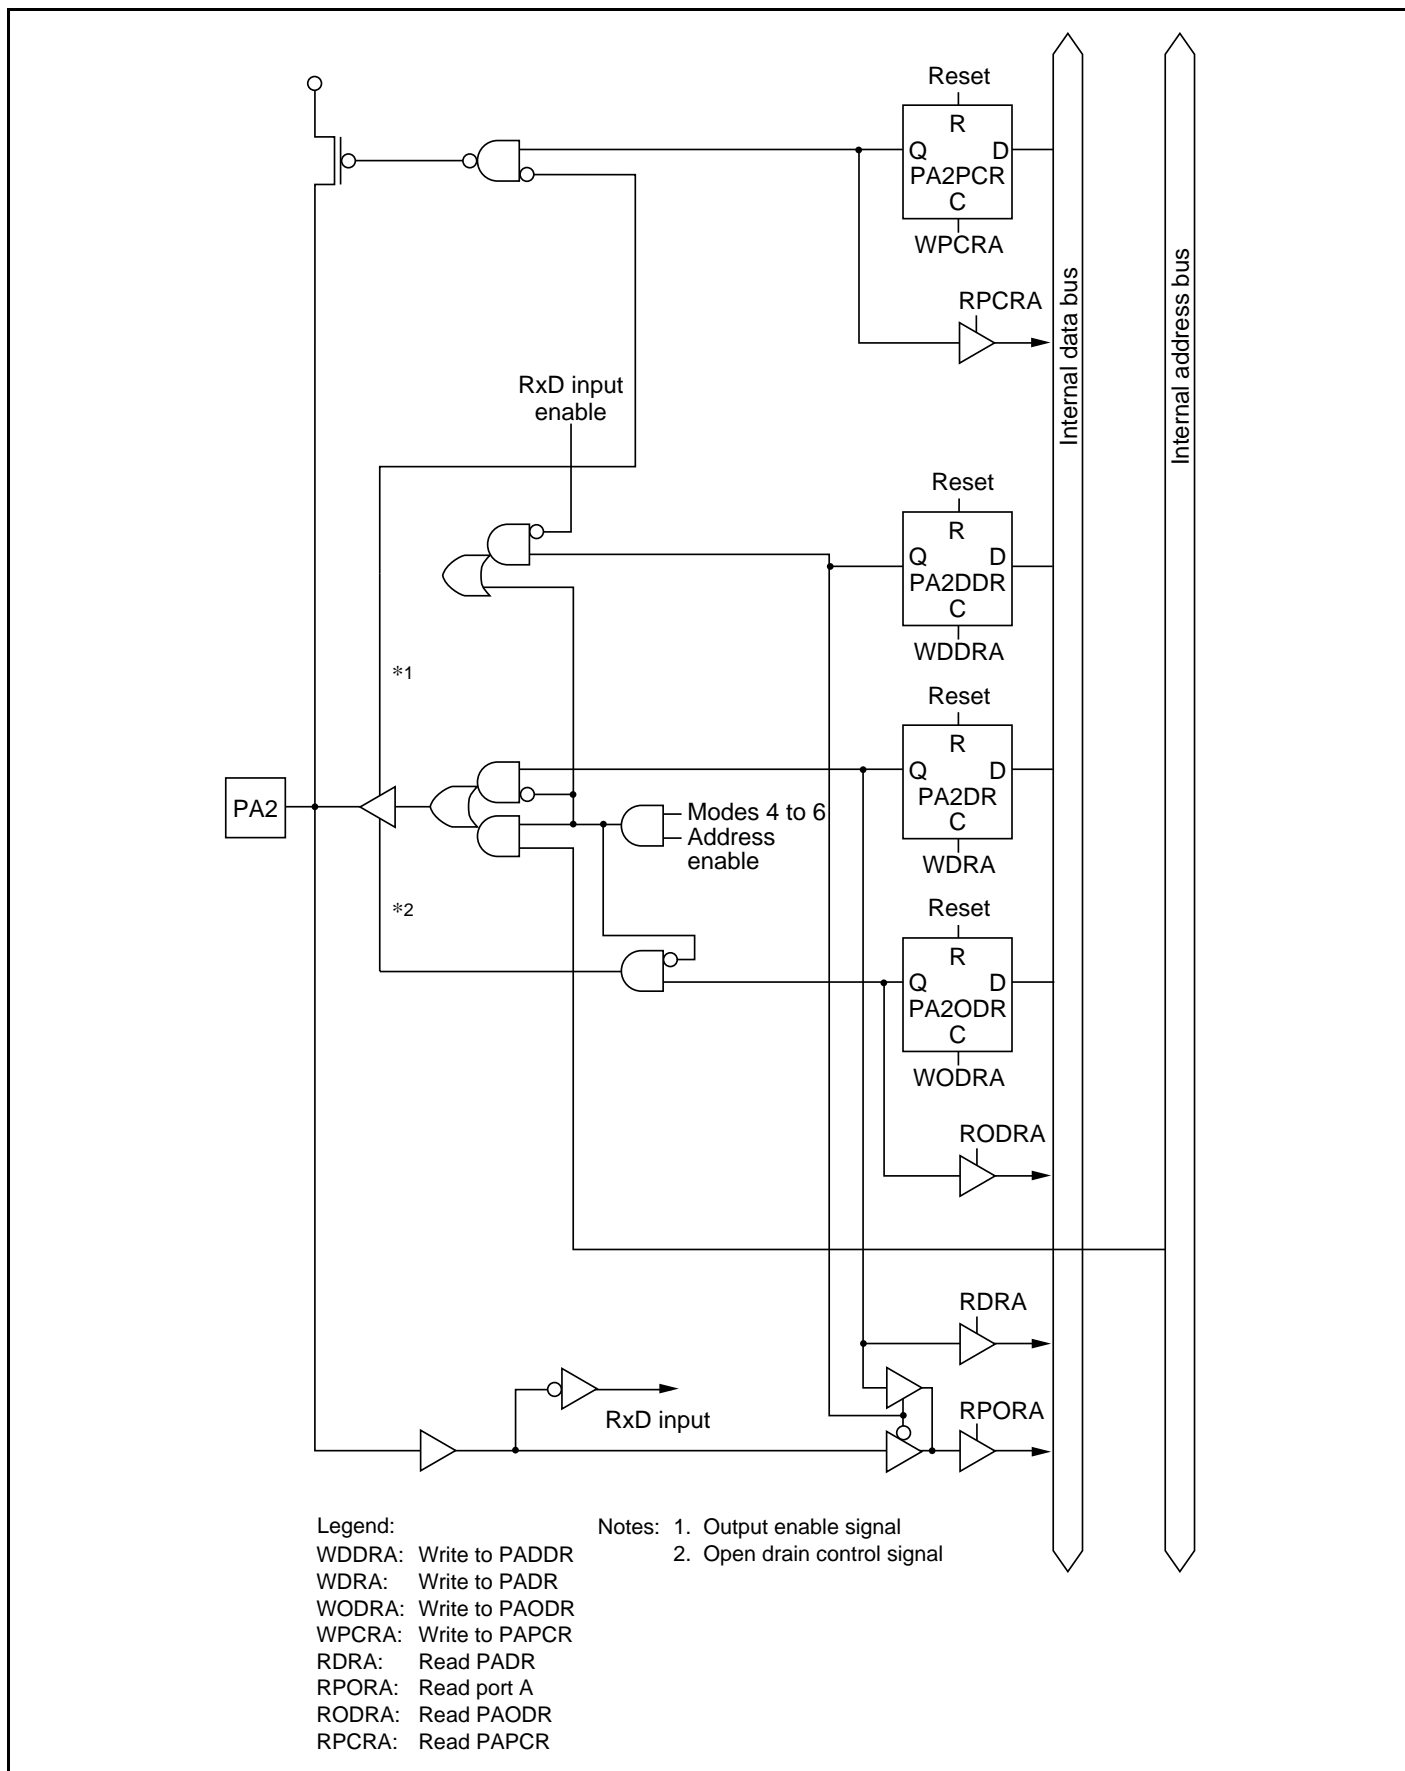 Reset
R
Q D
PA2PCR
C
WPCRA
RPCRA
Internal data bus
Internal address bus
RxD input
enable
Reset
R
Q D
PA2DDR
C
WDDRA
*1
Reset
R
Q D
PA2DR
C
WDRA
PA2
Modes 4 to 6
Address
enable
*2
Reset
R
Q D
PA2ODR
C
WODRA
RODRA
RDRA
RxD input
RPORA
Legend:
WDDRA: Write to PADDR
WDRA: Write to PADR
WODRA: Write to PAODR
WPCRA: Write to PAPCR
RDRA: Read PADR
RPORA: Read port A
RODRA: Read PAODR
RPCRA: Read PAPCR
Notes: 1. Output enable signal
2. Open drain control signal